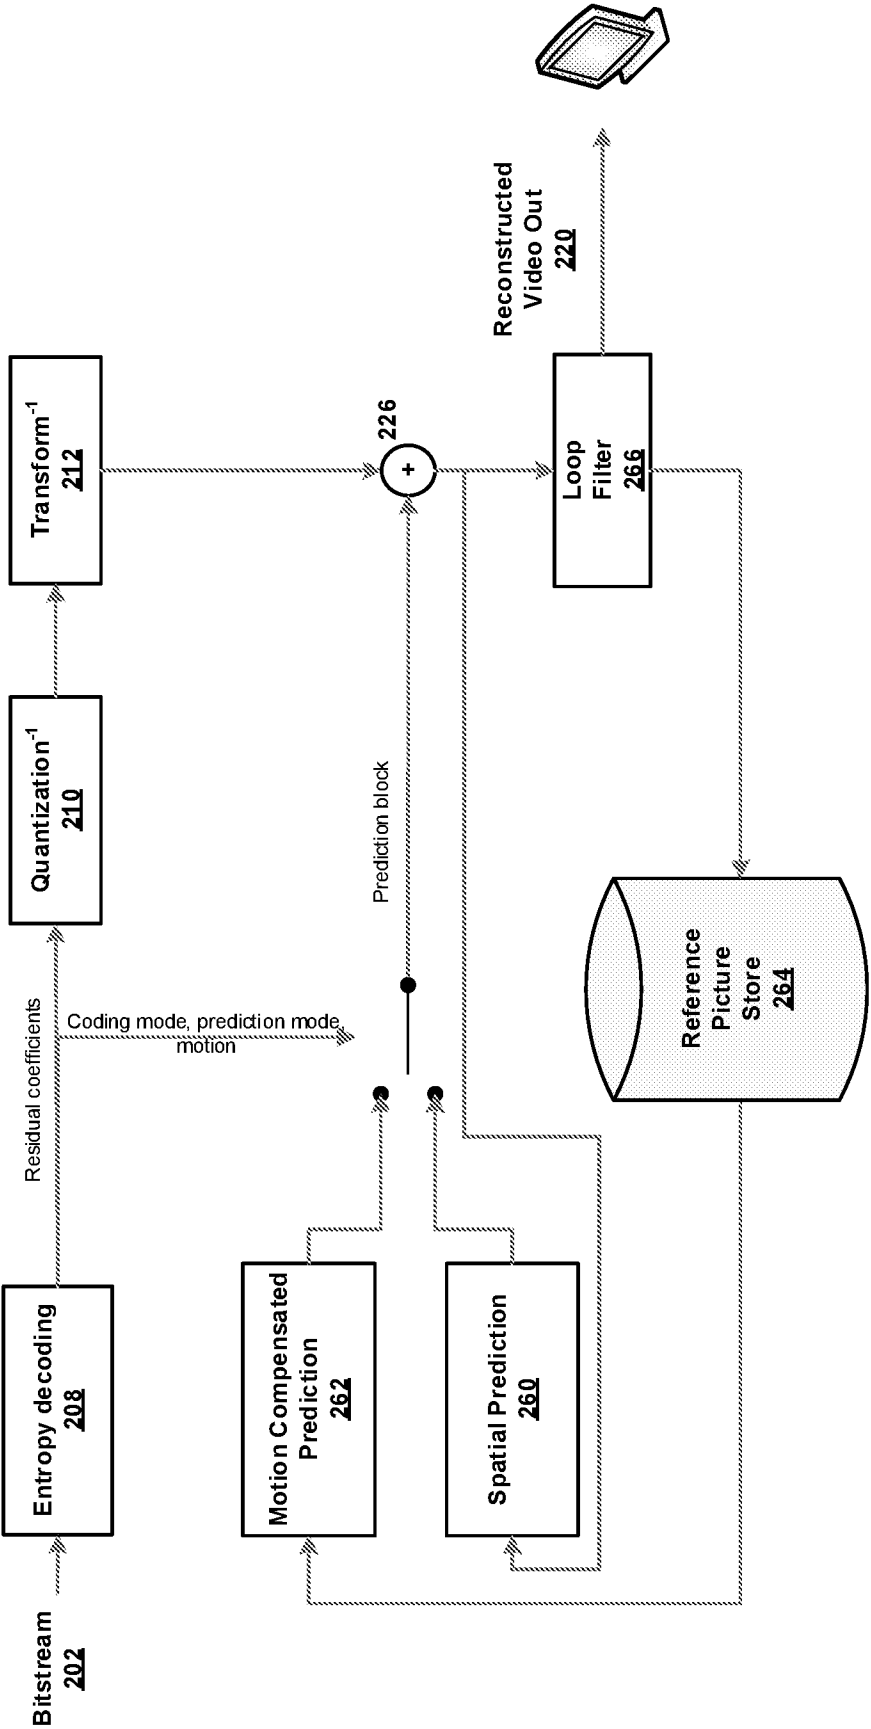 Bitstream
202
Entropy decoding
208
Residual coefficients
Quantization-1
210
Transform-1
212
Coding mode, prediction mode,
motion
Motion Compensated
Prediction
262
Prediction block
226
+
Spatial Prediction
260
Loop
Filter
266
Reconstructed
Video Out
220
Reference
Picture
Store
264